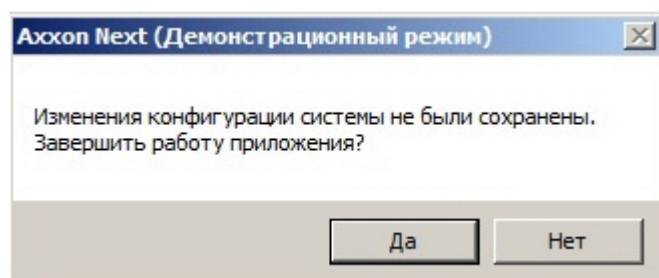 Axxon Next (Демонстрационный режим)
Изменения конфигурации системы не были сохранены.
Завершить работу приложения?
Да
Нет